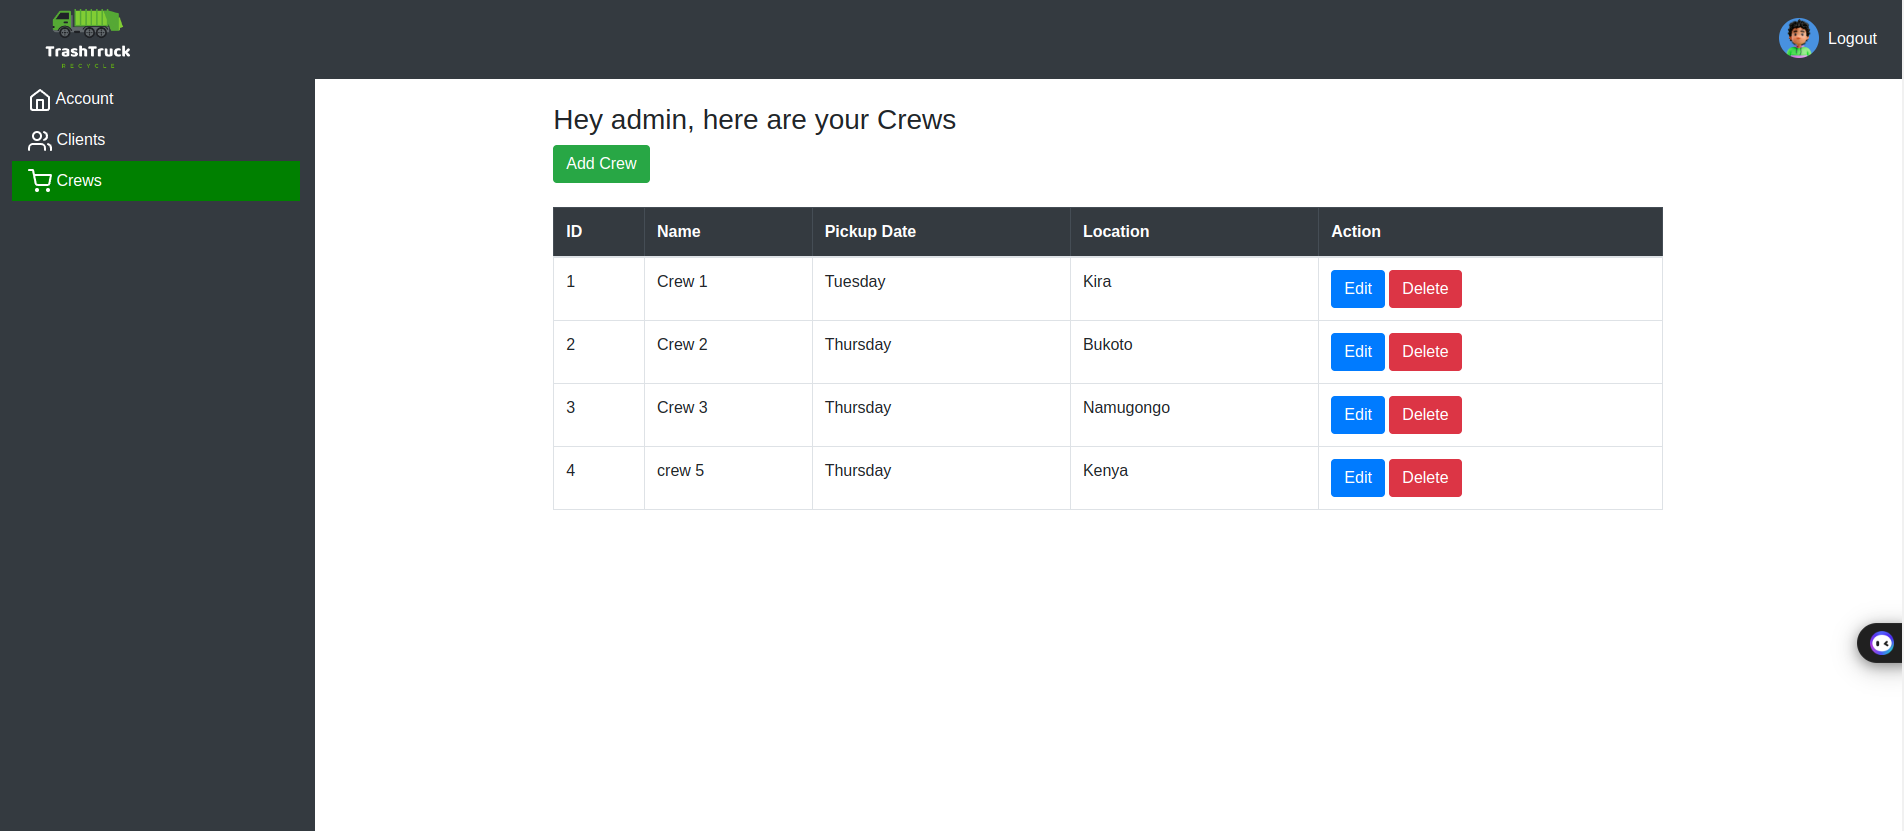 TrashTruck
RECYCLE
Logout
Account
Clients
Crews
Hey admin, here are your Crews
Add Crew
ID Name Pickup Date Location Action
1 Crew 1 Tuesday Kira Edit Delete
2 Crew 2 Thursday Bukoto Edit Delete
3 Crew 3 Thursday Namugongo Edit Delete
4 crew 5 Thursday Kenya Edit Delete